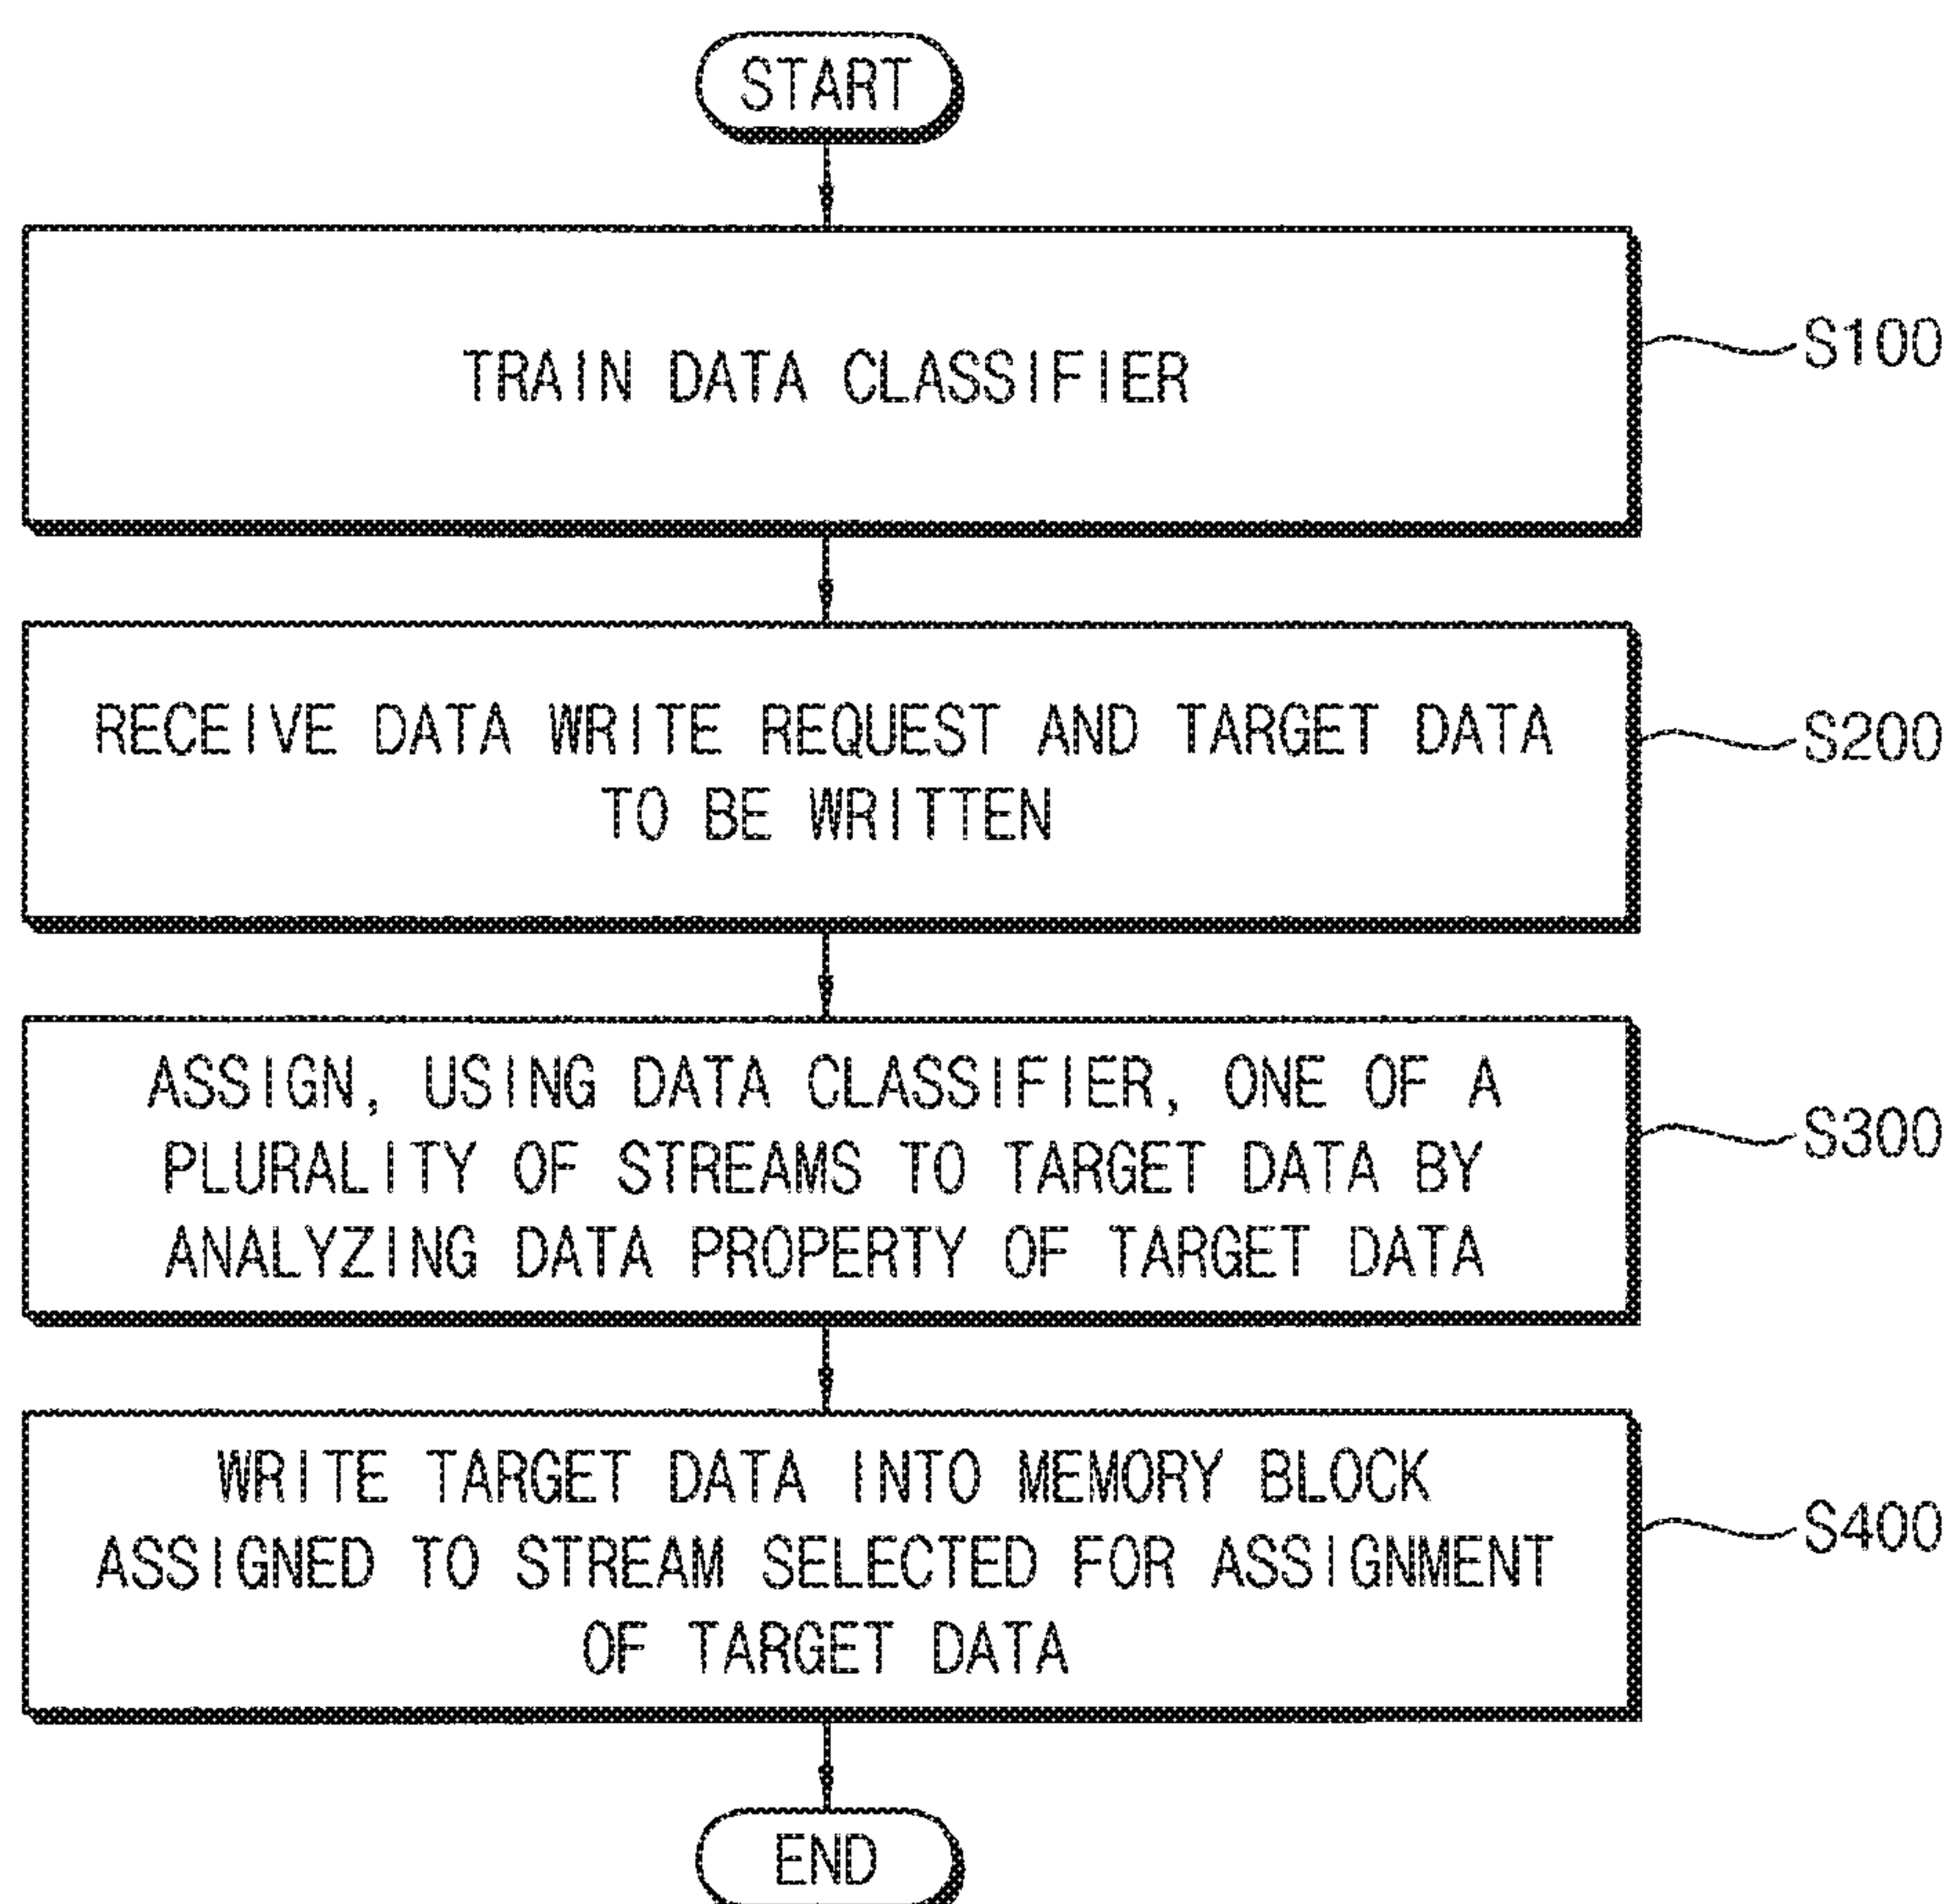 START
TRAIN DATA CLASSIFIER
S100
RECEIVE DATA WRITE REQUEST AND TARGET DATA
TO BE WRITTEN
S200
ASSIGN, USING DATA CLASSIFIER, ONE OF A
PLURALITY OF STREAMS TO TARGET DATA BY
ANALYZING DATA PROPERTY OF TARGET DATA
S300
WRITE TARGET DATA INTO MEMORY BLOCK
ASSIGNED TO STREAM SELECTED FOR ASSIGNMENT
OF TARGET DATA
S400
END